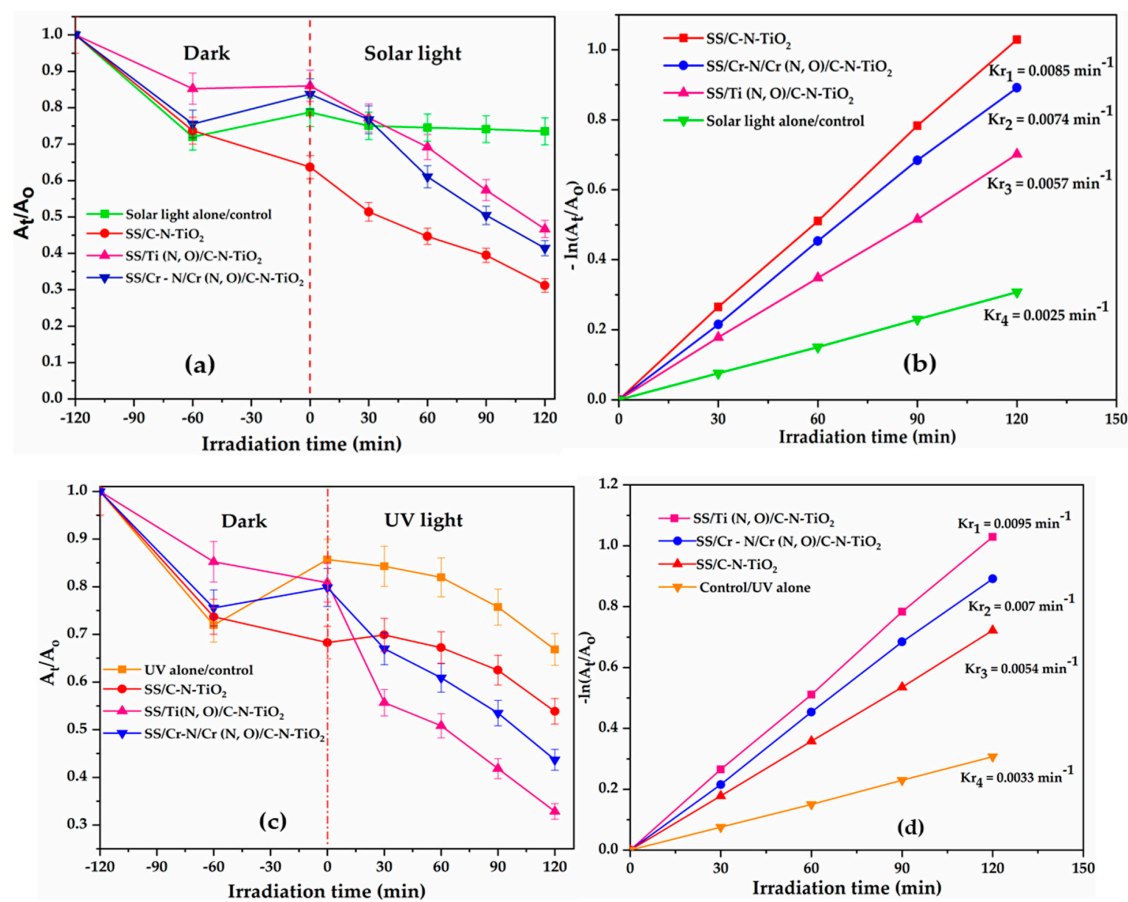 1.0
0.9
0.8
0.7
0.6
0.5
0.4
0.3
0.2
0.1
0.0
At/Ao
Dark
Solar light
Solar light alone/control
SS/C-N-TiO2
SS/Ti (N, O)/C-N-TiO2
SS/Cr - N/Cr (N, O)/C-N-TiO2
(a)
-120 -90 -60 -30 0 30 60 90 120
Irradiation time (min)
1.0
0.8
0.6
0.4
0.2
0.0
- ln(At/Ao)
SS/C-N-TiO2
SS/Cr-N/Cr (N, O)/C-N-TiO2
SS/Ti (N, O)/C-N-TiO2
Solar light alone/control
Kr1 = 0.0085 min-1
Kr2 = 0.0074 min-1
Kr3 = 0.0057 min-1
Kr4 = 0.0025 min-1
(b)
0 30 60 90 120 150
Irradiation time (min)
1.0
0.9
0.8
0.7
0.6
0.5
0.4
0.3
At/Ao
Dark
UV light
UV alone/control
SS/C-N-TiO2
SS/Ti(N, O)/C-N-TiO2
SS/Cr-N/Cr (N, O)/C-N-TiO2
(c)
-120 -90 -60 -30 0 30 60 90 120
Irradiation time (min)
1.2
1.0
0.8
0.6
0.4
0.2
0.0
-ln(At/Ao)
SS/Ti (N, O)/C-N-TiO2
SS/Cr - N/Cr (N, O)/C-N-TiO2
SS/C-N-TiO2
Control/UV alone
Kr1 = 0.0095 min-1
Kr2 = 0.007 min-1
Kr3 = 0.0054 min-1
Kr4 = 0.0033 min-1
(d)
0 30 60 90 120 150
Irradiation time (min)